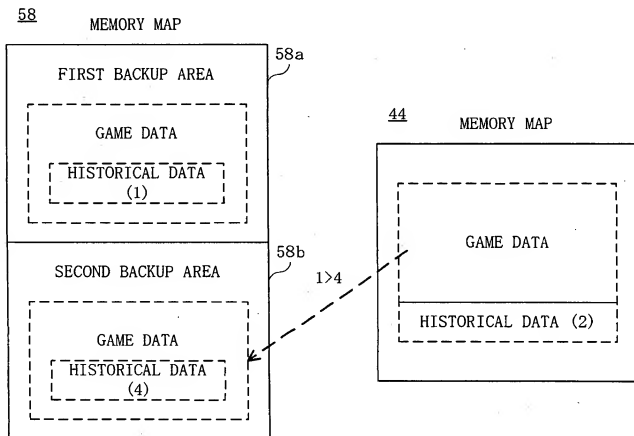 58
MEMORY MAP
58a
FIRST BACKUP AREA
GAME DATA
HISTORICAL DATA
(1)
58b
SECOND BACKUP AREA
GAME DATA
HISTORICAL DATA
(4)
1>4
44
MEMORY MAP
GAME DATA
HISTORICAL DATA (2)